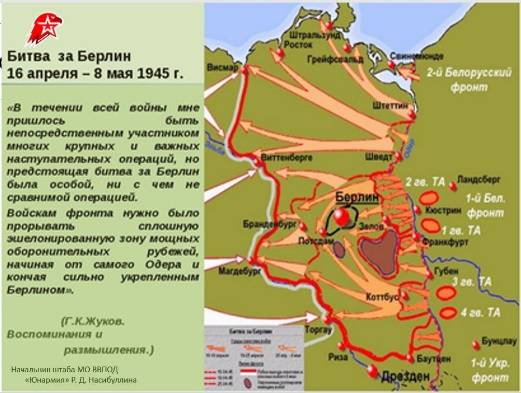 Битва за Берлин
16 апреля – 8 мая 1945 г.
«В течении всей войны мне
пришлось быть
непосредственным участником
многих крупных и важных
наступательных операций, но
предстоящая битва за Берлин
была особой, ни с чем не
сравнимой операцией.
Войскам фронта нужно было
прорывать сплошную
эшелонированную зону мощных
оборонительных рубежей,
начиная от самого Одера и
кончая сильно укрепленным
Берлином».
(Г.К.Жуков.
Воспоминания и
размышления.)
Начальник штаба МО ВВПОД
«Юнармия» Р. Д. Насибуллина
Штральзунд
Росток
Грейфсвальд
Свинемюнде
Висмар
2-й Белорусский
фронт
Штеттин
Виттенберге
Шведт
Одер
2 гв. ТА
Ландсберг
Берлин
1-й Бел.
фронт
Кюстрин
Бранденбург
Зелов
1 гв. ТА
Потсдам
Франкфурт
Магдебург
Губен
3 гв. ТА
Коттбус
4 гв. ТА
Битва за Берлин
Торгау
Риза
Бунцлау
Баутцен
1-й Укр.
фронт
Дрезден